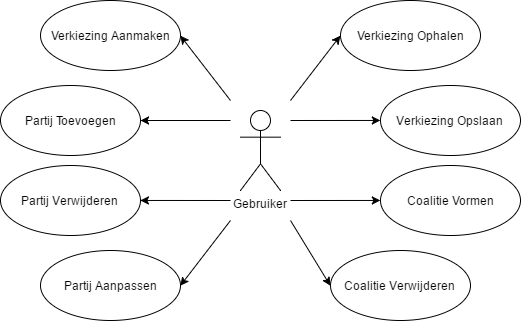 Verkiezing Aanmaken
Verkiezing Ophalen
Partij Toevoegen
Verkiezing Opslaan
Partij Verwijderen
Gebruiker
Coalitie Vormen
Partij Aanpassen
Coalitie Verwijderen